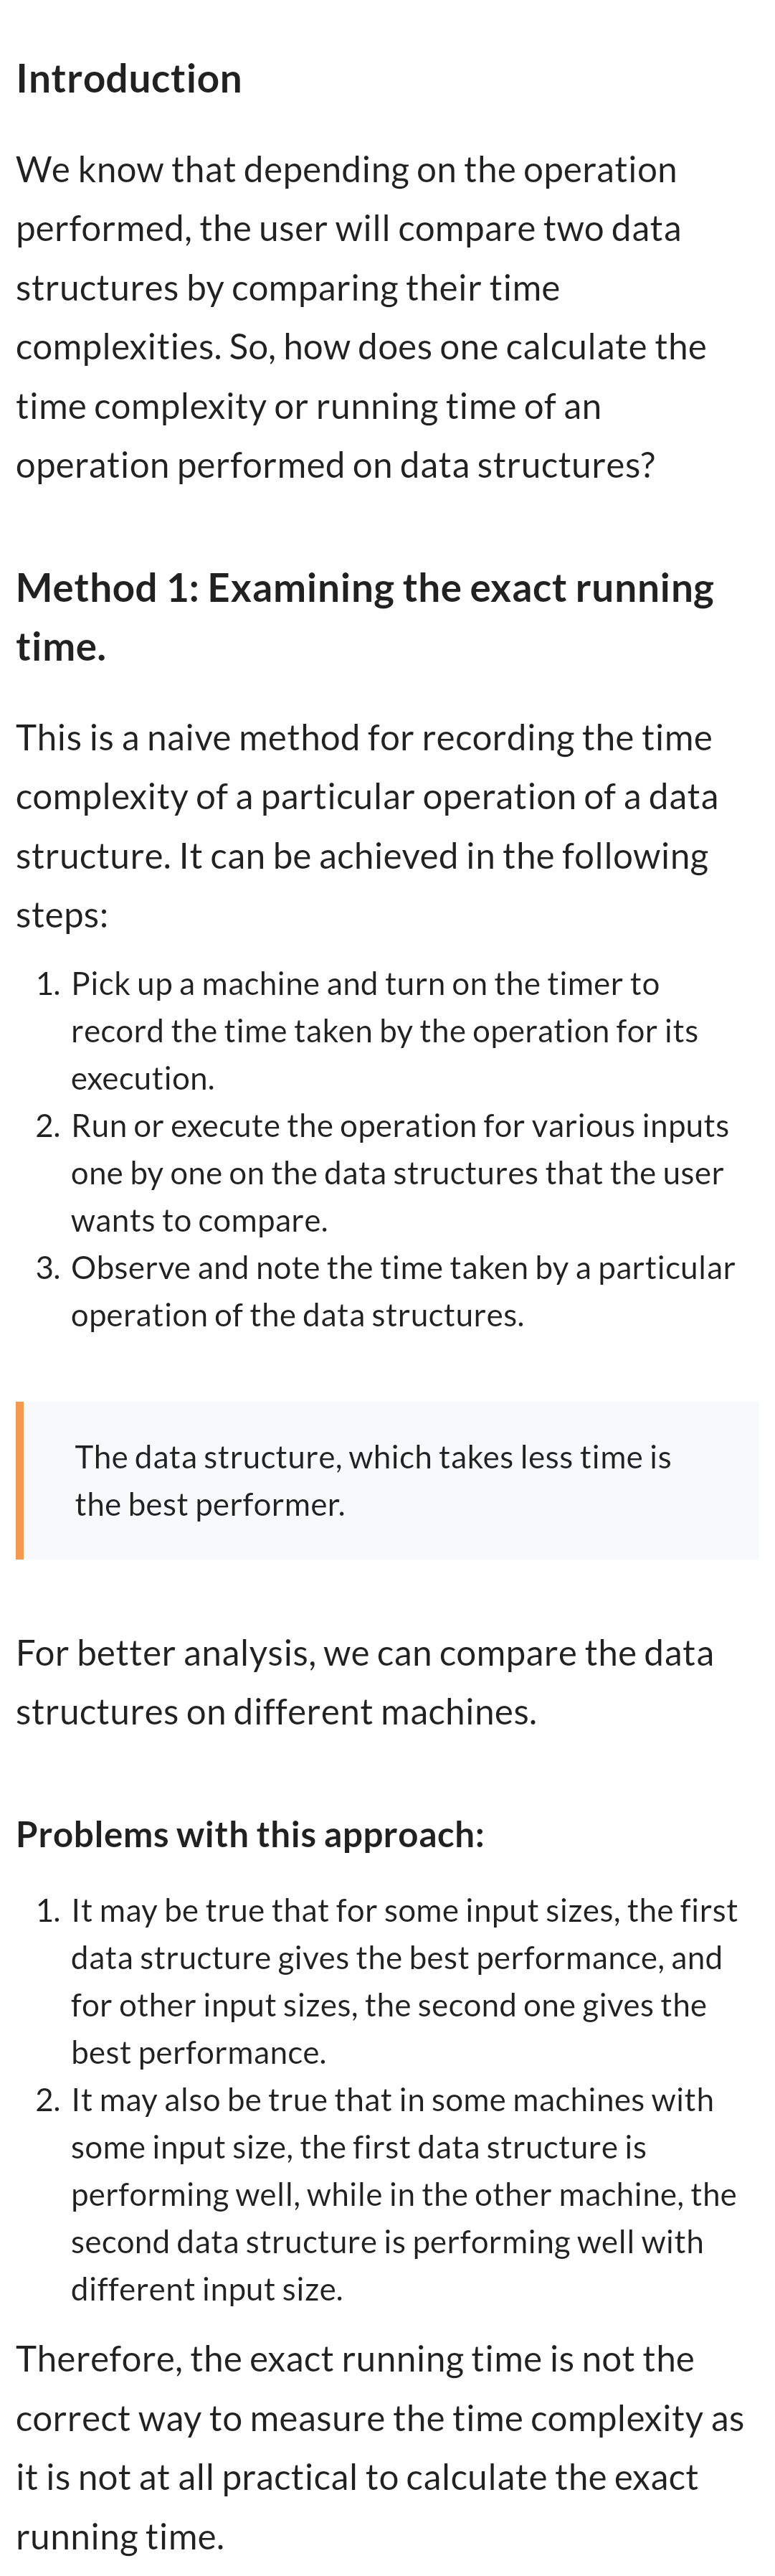 Introduction
We know that depending on the operation
performed, the user will compare two data
structures by comparing their time
complexities. So, how does one calculate the
time complexity or running time of an
operation performed on data structures?
Method 1: Examining the exact running
time.
This is a naive method for recording the time
complexity of a particular operation of a data
structure. It can be achieved in the following
steps:
1. Pick up a machine and turn on the timer to
record the time taken by the operation for its
execution.
2. Run or execute the operation for various inputs
one by one on the data structures that the user
wants to compare.
3. Observe and note the time taken by a particular
operation of the data structures.
The data structure, which takes less time is
the best performer.
For better analysis, we can compare the data
structures on different machines.
Problems with this approach:
1. It may be true that for some input sizes, the first
data structure gives the best performance, and
for other input sizes, the second one gives the
best performance.
2. It may also be true that in some machines with
some input size, the first data structure is
performing well, while in the other machine, the
second data structure is performing well with
different input size.
Therefore, the exact running time is not the
correct way to measure the time complexity as
it is not at all practical to calculate the exact
running time.